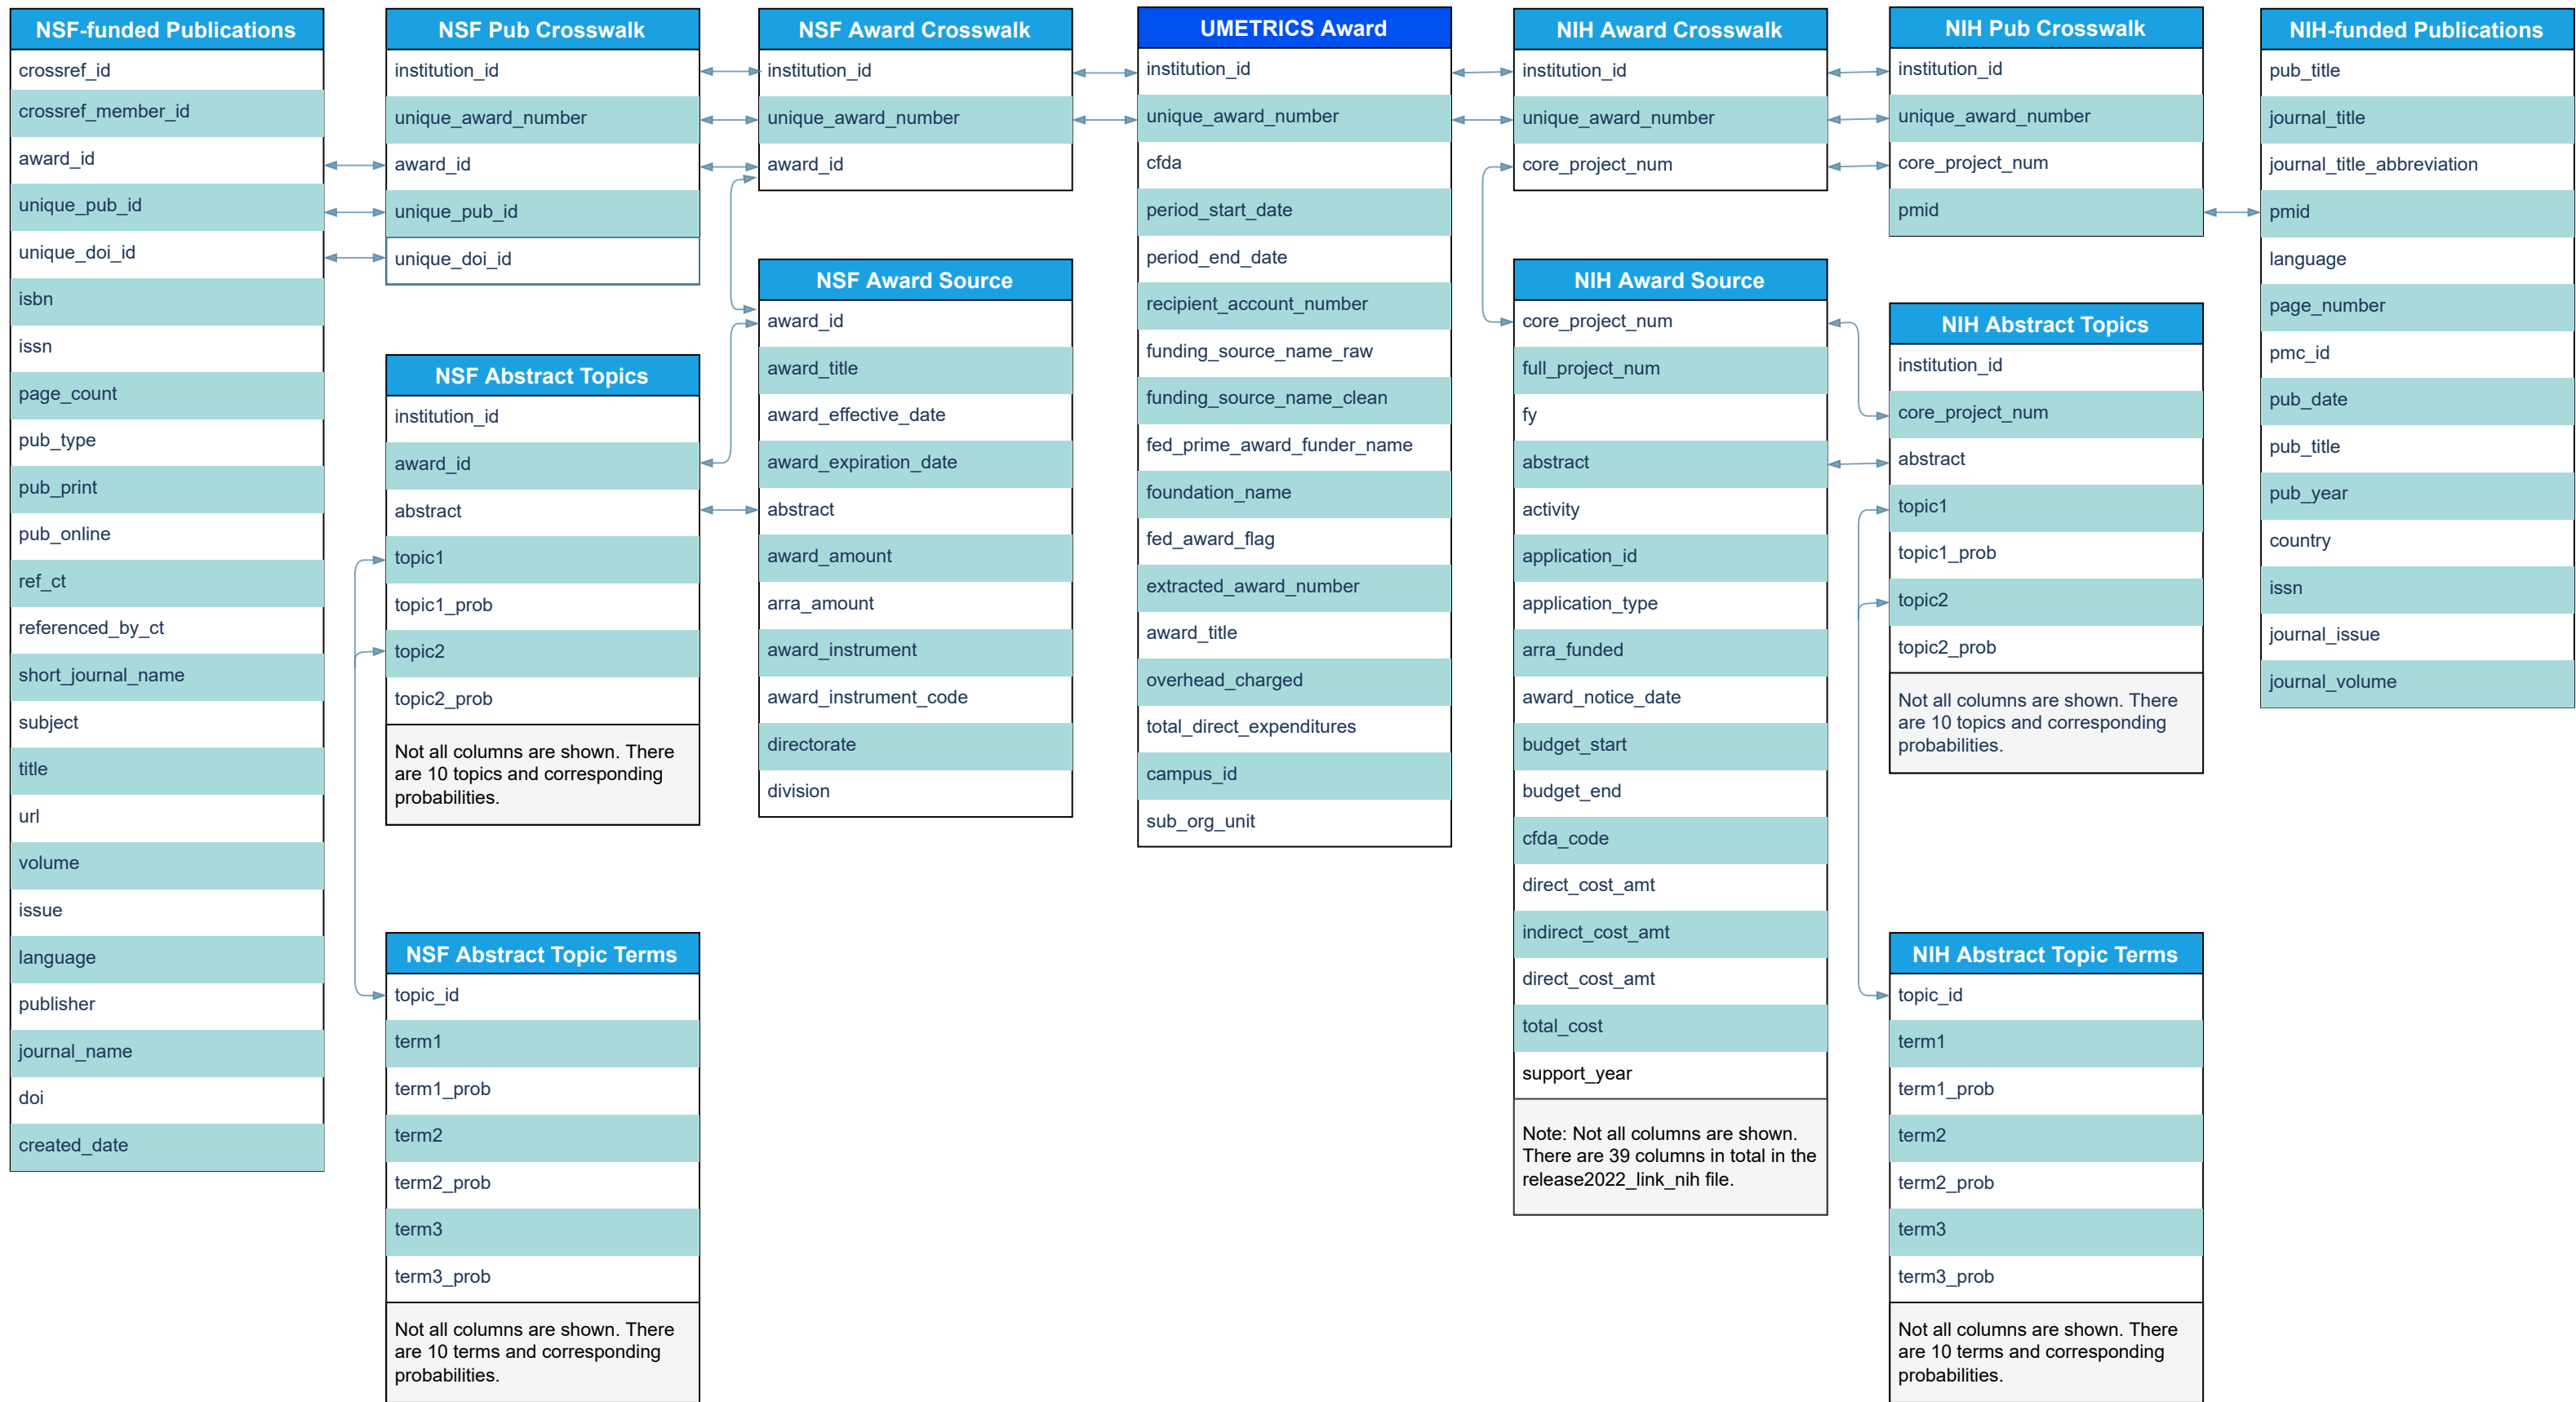 NSF-funded Publications
crossref_id
crossref_member_id
award_id
unique_pub_id
unique_doi_id
isbn
issn
page_count
pub_type
pub_print
pub_online
ref_ct
referenced_by_ct
short_journal_name
subject
title
url
volume
issue
language
publisher
journal_name
doi
created_date
NSF Pub Crosswalk
institution_id
unique_award_number
award_id
unique_pub_id
unique_doi_id
NSF Abstract Topics
institution_id
award_id
abstract
topic1
topic1_prob
topic2
topic2_prob
Not all columns are shown. There
are 10 topics and corresponding
probabilities.
NSF Abstract Topic Terms
topic_id
term1
term1_prob
term2
term2_prob
term3
term3_prob
Not all columns are shown. There
are 10 terms and corresponding
probabilities.
NSF Award Crosswalk
institution_id
unique_award_number
award_id
NSF Award Source
award_id
award_title
award_effective_date
award_expiration_date
abstract
award_amount
arra_amount
award_instrument
award_instrument_code
directorate
division
UMETRICS Award
institution_id
unique_award_number
cfda
period_start_date
period_end_date
recipient_account_number
funding_source_name_raw
funding_source_name_clean
fed_prime_award_funder_name
foundation_name
fed_award_flag
extracted_award_number
award_title
overhead_charged
total_direct_expenditures
campus_id
sub_org_unit
NIH Award Crosswalk
institution_id
unique_award_number
core_project_num
NIH Award Source
core_project_num
full_project_num
fy
abstract
activity
application_id
application_type
arra_funded
award_notice_date
budget_start
budget_end
cfda_code
direct_cost_amt
indirect_cost_amt
direct_cost_amt
total_cost
support_year
Note: Not all columns are shown.
There are 39 columns in total in the
release2022_link_nih file.
NIH Pub Crosswalk
institution_id
unique_award_number
core_project_num
pmid
NIH Abstract Topics
institution_id
core_project_num
abstract
topic1
topic1_prob
topic2
topic2_prob
Not all columns are shown. There
are 10 topics and corresponding
probabilities.
NIH Abstract Topic Terms
topic_id
term1
term1_prob
term2
term2_prob
term3
term3_prob
Not all columns are shown. There
are 10 terms and corresponding
probabilities.
NIH-funded Publications
pub_title
journal_title
journal_title_abbreviation
pmid
language
page_number
pmc_id
pub_date
pub_title
pub_year
country
issn
journal_issue
journal_volume